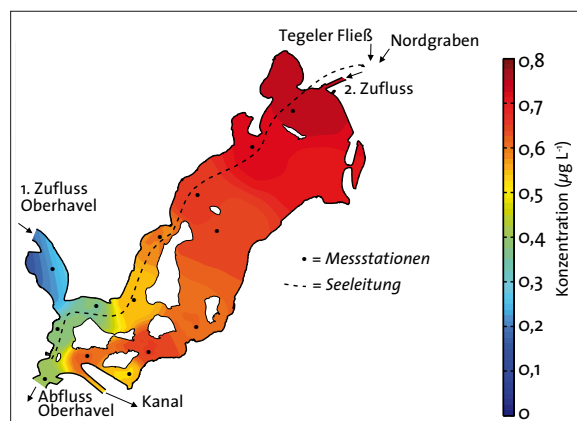 Tegeler Fließ
Nordgraben
2. Zufluss
1. Zufluss
Oberhavel
• = Messstationen
---- = Seeleitung
Abfluss
Oberhavel
Kanal
0,8
0,7
0,6
0,5
0,4
0,3
0,2
0,1
0
Konzentration (µg L-¹)